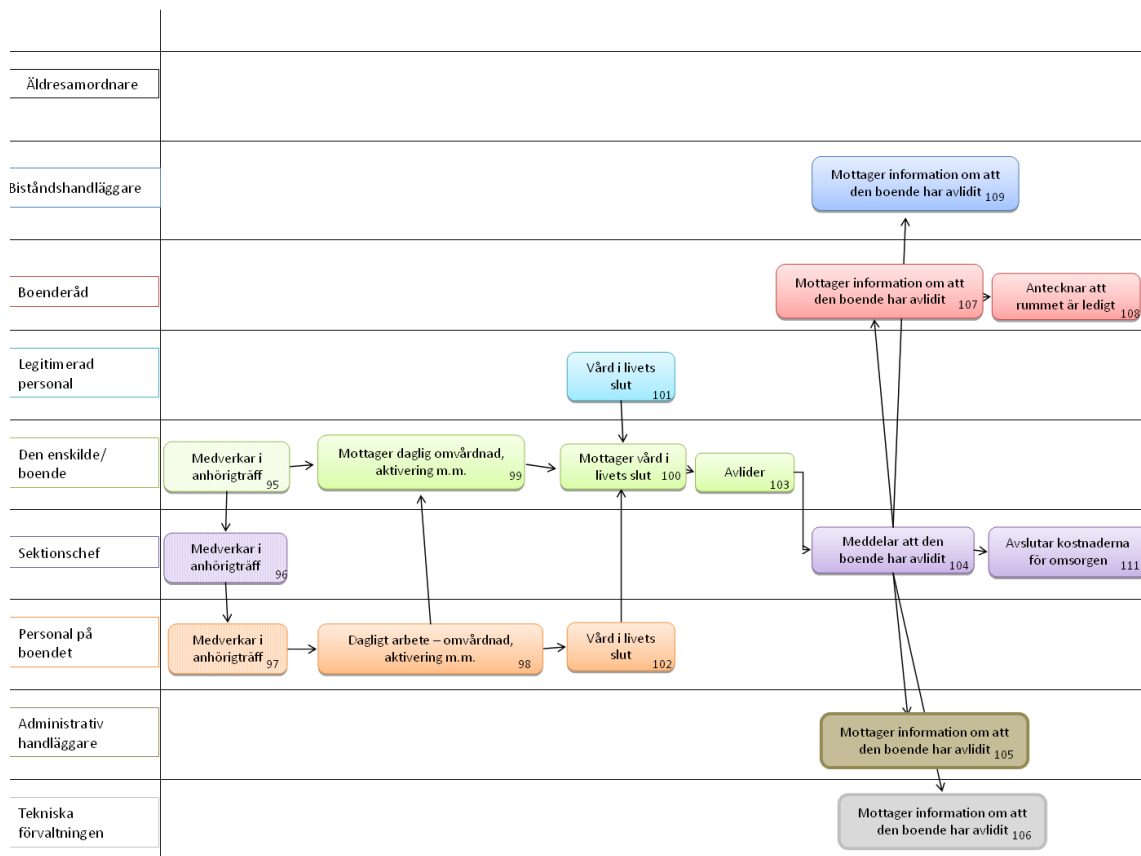 Äldresamordnare
Biståndshandläggare
Mottager information om att
den boende har avlidit 109
Boenderåd
Mottager information om att
den boende har avlidit 107
Antecknar att
rummet är ledigt 108
Legitimerad
personal
Vård i livets
slut
101
Den enskilde/
boende
Medverkar i
anhörigträff
95
Mottager daglig omvårdnad,
aktivering m.m.
99
Mottager vård i
livets slut
100
Avlider
103
Sektionschef
Medverkar i
anhörigträff
96
Meddelar att den
boende har avlidit 104
Avslutar kostnaderna
för omsorgen
111
Personal på
boendet
Medverkar i
anhörigträff
97
Dagligt arbete – omvårdnad,
aktivering m.m.
98
Vård i livets
slut
102
Administrativ
handläggare
Mottager information om att
den boende har avlidit
105
Tekniska
förvaltningen
Mottager information om att
den boende har avlidit
106